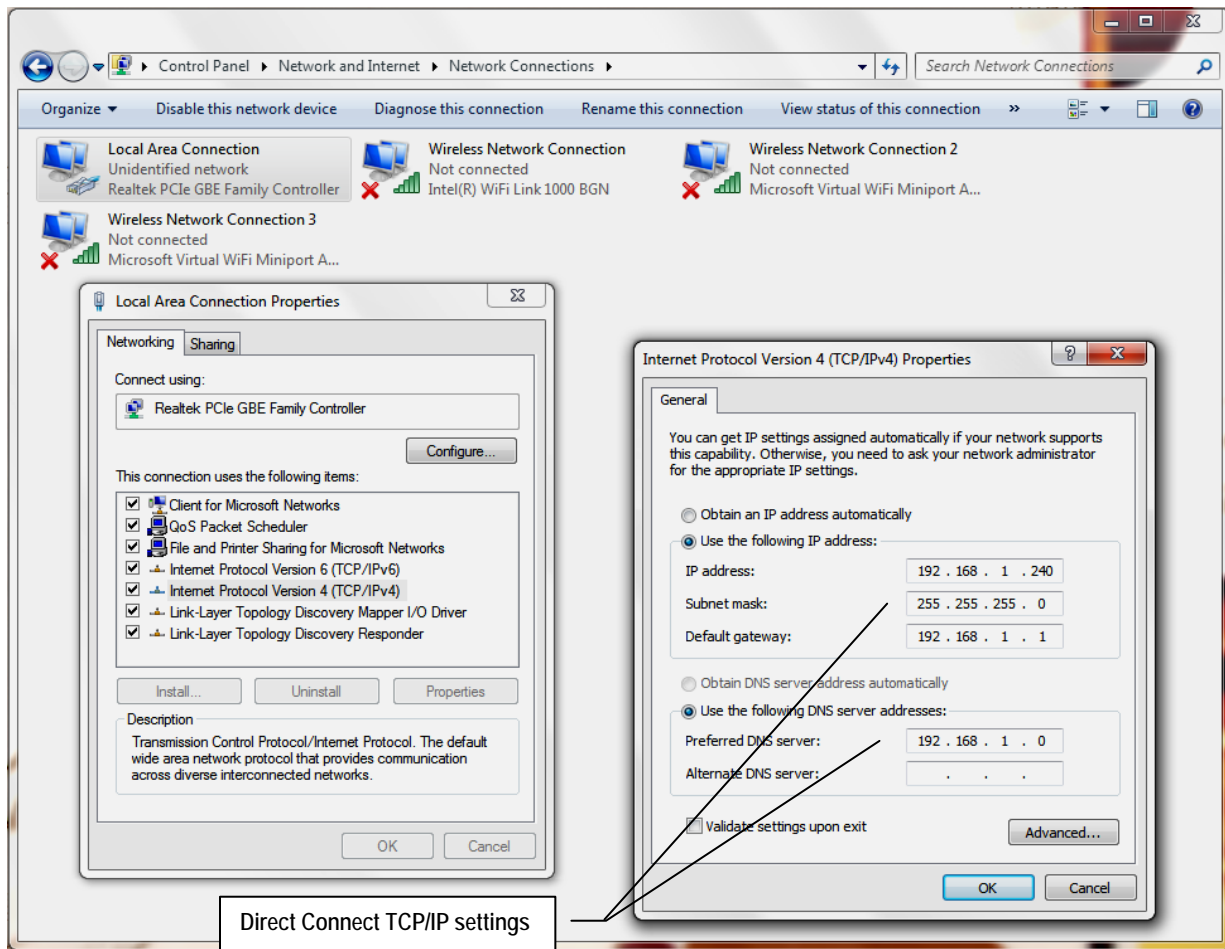 Control Panel ▸ Network and Internet ▸ Network Connections ▸
Search Network Connections
Organize ▾ Disable this network device Diagnose this connection Rename this connection View status of this connection »
Local Area Connection
Unidentified network
Realtek PCIe GBE Family Controller
Wireless Network Connection
Not connected
Intel(R) WiFi Link 1000 BGN
Wireless Network Connection 2
Not connected
Microsoft Virtual WiFi Miniport A...
Wireless Network Connection 3
Not connected
Microsoft Virtual WiFi Miniport A...
Local Area Connection Properties
Networking Sharing
Connect using:
Realtek PCIe GBE Family Controller
Configure...
This connection uses the following items:
Client for Microsoft Networks
QoS Packet Scheduler
File and Printer Sharing for Microsoft Networks
Internet Protocol Version 6 (TCP/IPv6)
Internet Protocol Version 4 (TCP/IPv4)
Link-Layer Topology Discovery Mapper I/O Driver
Link-Layer Topology Discovery Responder
Install... Uninstall Properties
Description
Transmission Control Protocol/Internet Protocol. The default
wide area network protocol that provides communication
across diverse interconnected networks.
OK Cancel
Internet Protocol Version 4 (TCP/IPv4) Properties
General
You can get IP settings assigned automatically if your network supports
this capability. Otherwise, you need to ask your network administrator
for the appropriate IP settings.
Obtain an IP address automatically
Use the following IP address:
IP address: 192 . 168 . 1 . 240
Subnet mask: 255 . 255 . 255 . 0
Default gateway: 192 . 168 . 1 . 1
Obtain DNS server address automatically
Use the following DNS server addresses:
Preferred DNS server: 192 . 168 . 1 . 0
Alternate DNS server: . . .
Validate settings upon exit
Advanced...
OK Cancel
Direct Connect TCP/IP settings